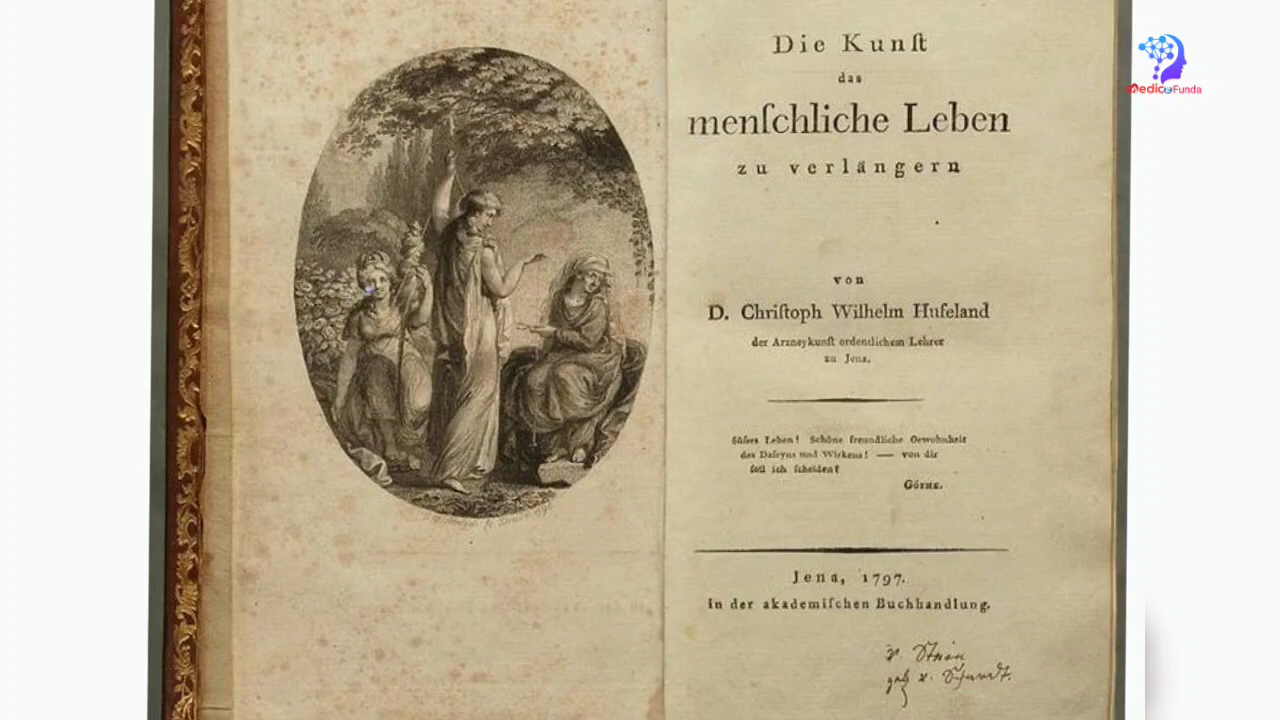 Die Kunſt
das
menſchliche Leben
zu verlängern
von
D. Chriſtoph Wilhelm Hufeland
der Arzneykunſt ordentlichem Lehrer
zu Jena.
Süſses Leben! Schöne freundliche Gewohnheit
des Daſeyns und Wirkens! — von dir
ſoll ich ſcheiden?
Göthe.
Jena, 1797.
in der akademiſchen Buchhandlung.
v. Stein
geb v.
MedicoFunda